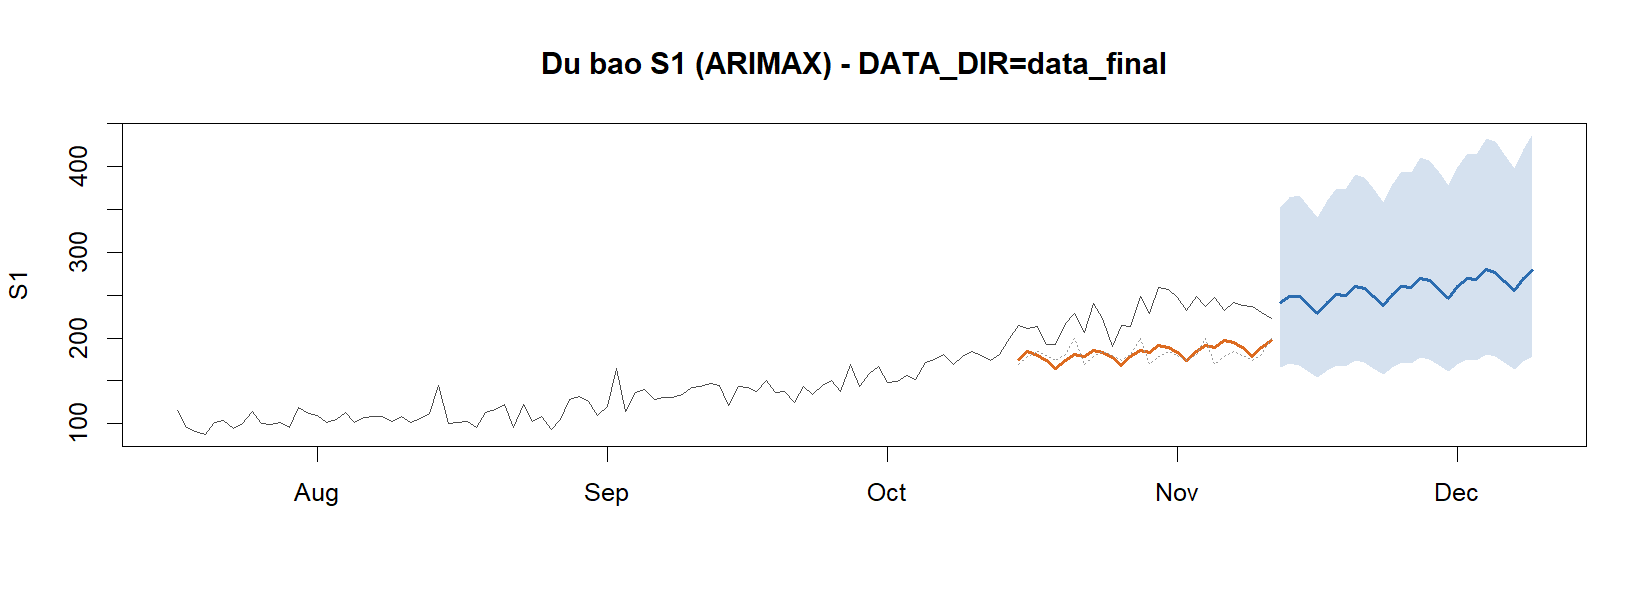 Du bao S1 (ARIMAX) - DATA_DIR=data_final
S1
400
300
200
100
Aug Sep Oct Nov Dec